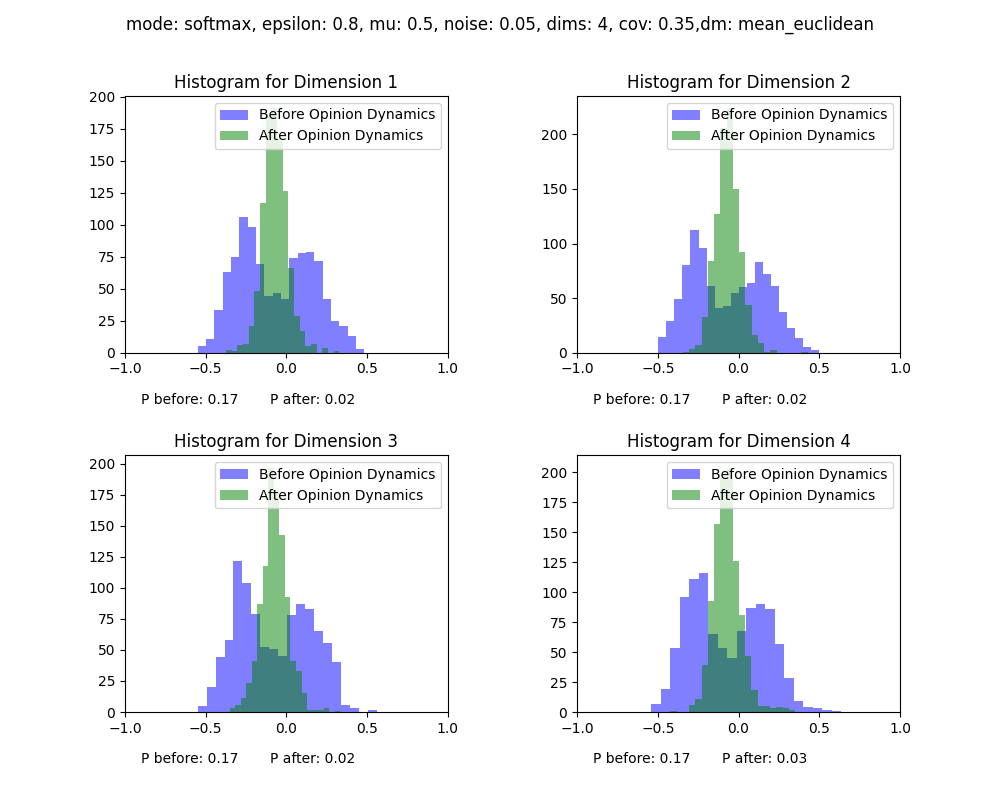 mode: softmax, epsilon: 0.8, mu: 0.5, noise: 0.05, dims: 4, cov: 0.35,dm: mean_euclidean
Histogram for Dimension 1
Before Opinion Dynamics
After Opinion Dynamics
200
175
150
125
100
75
50
25
0
−1.0 −0.5 0.0 0.5 1.0
P before: 0.17 P after: 0.02
Histogram for Dimension 2
Before Opinion Dynamics
After Opinion Dynamics
200
150
100
50
0
−1.0 −0.5 0.0 0.5 1.0
P before: 0.17 P after: 0.02
Histogram for Dimension 3
Before Opinion Dynamics
After Opinion Dynamics
200
175
150
125
100
75
50
25
0
−1.0 −0.5 0.0 0.5 1.0
P before: 0.17 P after: 0.02
Histogram for Dimension 4
Before Opinion Dynamics
After Opinion Dynamics
200
175
150
125
100
75
50
25
0
−1.0 −0.5 0.0 0.5 1.0
P before: 0.17 P after: 0.03